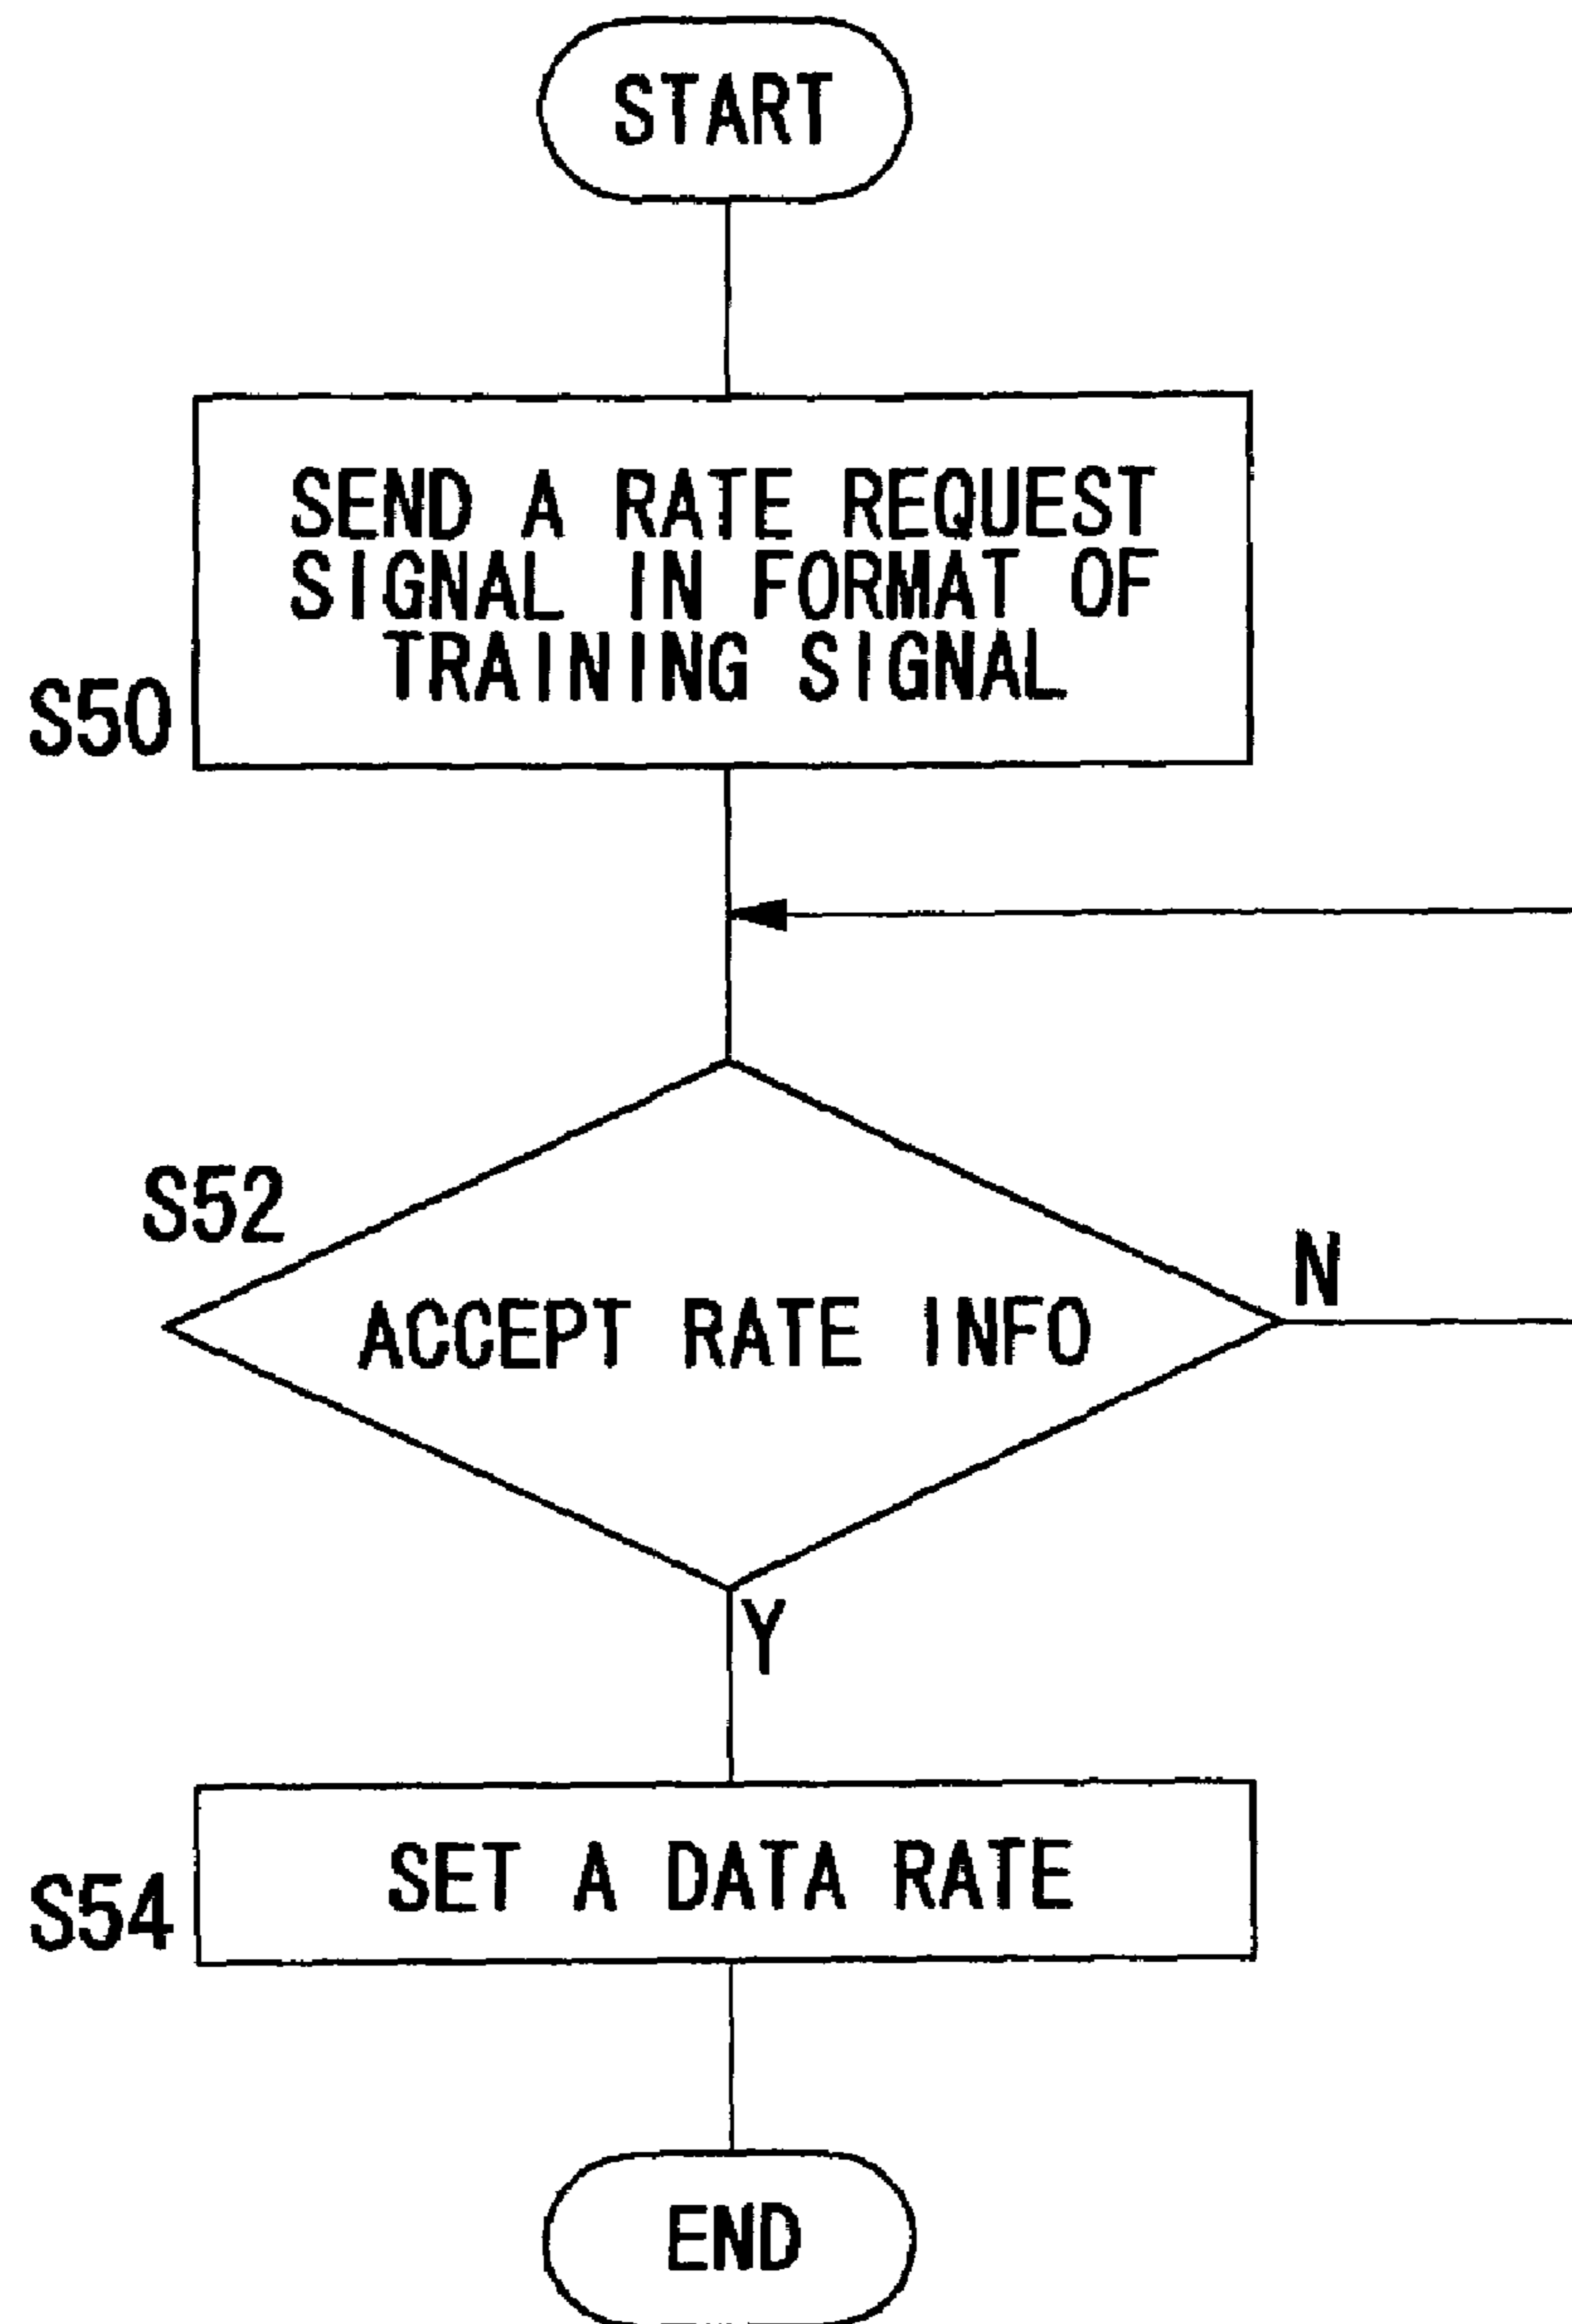 START
SEND A RATE REQUEST
SIGNAL IN FORMAT OF
TRAINING SIGNAL
S50
S52
ACCEPT RATE INFO
N
Y
SET A DATA RATE
S54
END